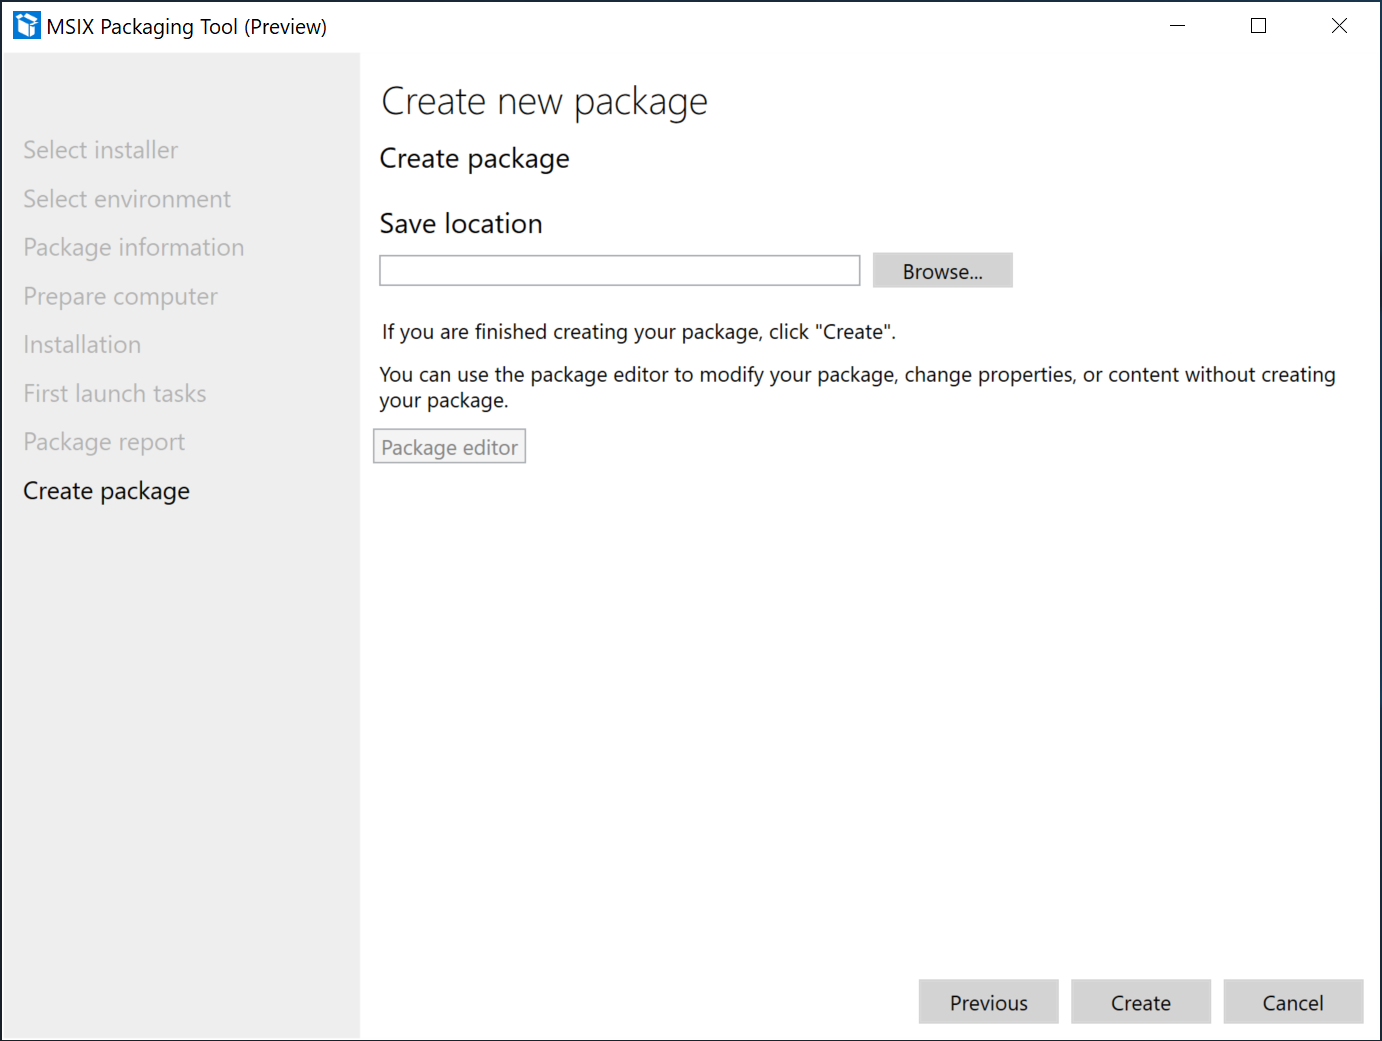 MSIX Packaging Tool (Preview)
Select installer
Select environment
Package information
Prepare computer
Installation
First launch tasks
Package report
Create package
Create new package
Create package
Save location
Browse...
If you are finished creating your package, click "Create".
You can use the package editor to modify your package, change properties, or content without creating
your package.
Package editor
Previous
Create
Cancel